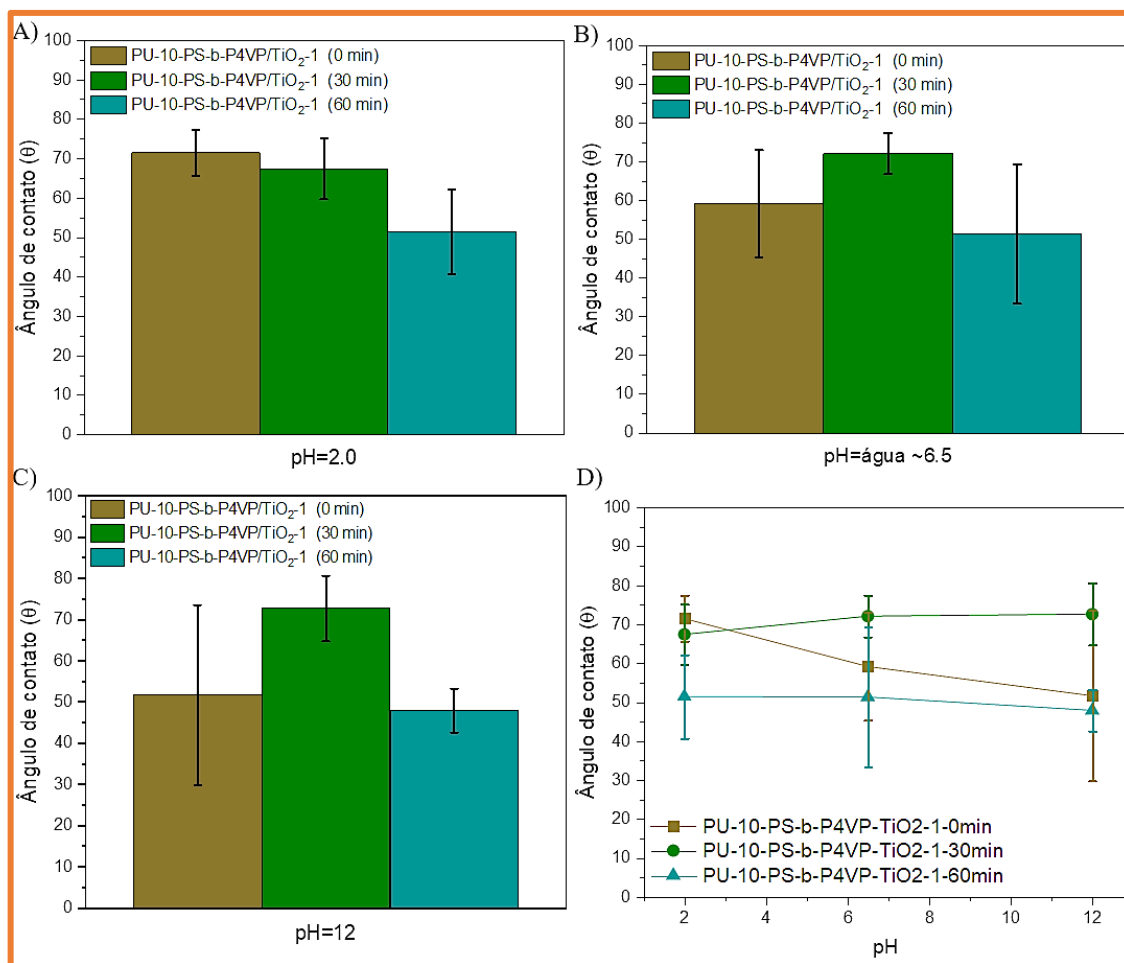 A)
Ângulo de contato (θ)
100
90
80
70
60
50
40
30
20
10
0
PU-10-PS-b-P4VP/TiO₂-1 (0 min)
PU-10-PS-b-P4VP/TiO₂-1 (30 min)
PU-10-PS-b-P4VP/TiO₂-1 (60 min)
pH=2.0
B)
Ângulo de contato (θ)
100
90
80
70
60
50
40
30
20
10
0
PU-10-PS-b-P4VP/TiO₂-1 (0 min)
PU-10-PS-b-P4VP/TiO₂-1 (30 min)
PU-10-PS-b-P4VP/TiO₂-1 (60 min)
pH=água ~6.5
C)
Ângulo de contato (θ)
100
90
80
70
60
50
40
30
20
10
0
PU-10-PS-b-P4VP/TiO₂-1 (0 min)
PU-10-PS-b-P4VP/TiO₂-1 (30 min)
PU-10-PS-b-P4VP/TiO₂-1 (60 min)
pH=12
D)
Ângulo de contato (θ)
100
90
80
70
60
50
40
30
20
10
0
PU-10-PS-b-P4VP-TiO2-1-0min
PU-10-PS-b-P4VP-TiO2-1-30min
PU-10-PS-b-P4VP-TiO2-1-60min
2 4 6 8 10 12
pH